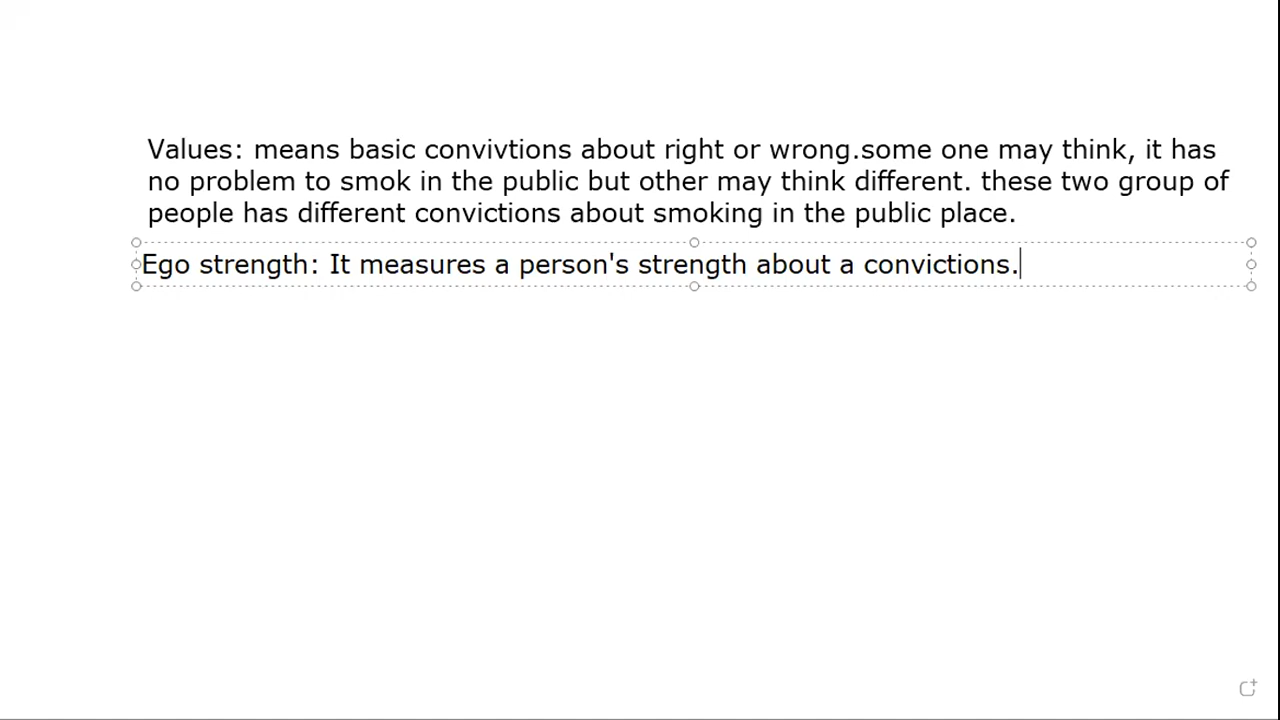 Values: means basic convivtions about right or wrong.some one may think, it has
no problem to smok in the public but other may think different. these two group of
people has different convictions about smoking in the public place.
Ego strength: It measures a person's strength about a convictions.